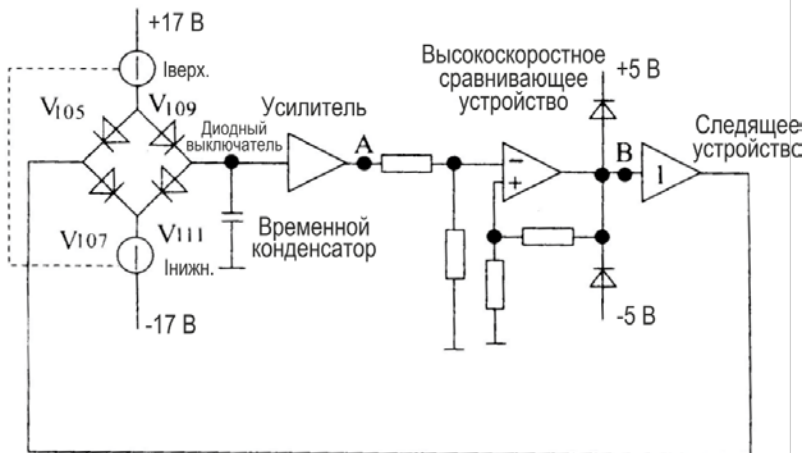 +17 В
Iверх.
V105
V109
Диодный
выключатель
Усилитель
A
Высокоскоростное
сравнивающее
устройство
+5 В
B
Следящее
устройство
1
−
+
Временной
конденсатор
V107
V111
Iнижн.
-17 В
-5 В